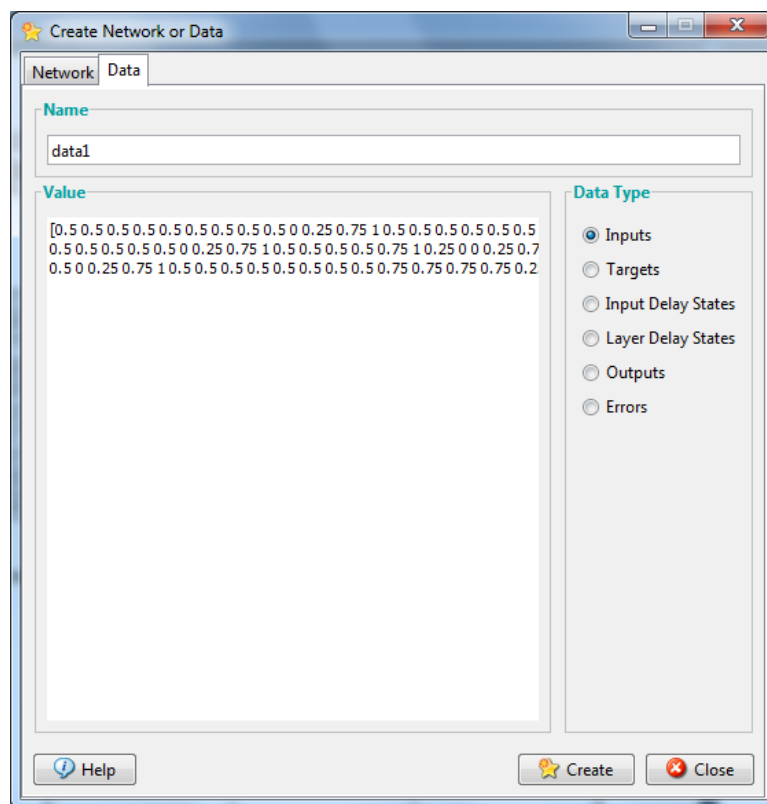 Create Network or Data
Network Data
Name
data1
Value
[0.5 0.5 0.5 0.5 0.5 0.5 0.5 0.5 0.5 0 0.25 0.75 1 0.5 0.5 0.5 0.5 0.5 0.5
0.5 0.5 0.5 0.5 0.5 0 0.25 0.75 1 0.5 0.5 0.5 0.5 0.75 1 0.25 0 0 0.25 0.7
0.5 0 0.25 0.75 1 0.5 0.5 0.5 0.5 0.5 0.5 0.5 0.5 0.75 0.75 0.75 0.75 0.2
Data Type
Inputs
Targets
Input Delay States
Layer Delay States
Outputs
Errors
Help
Create
Close